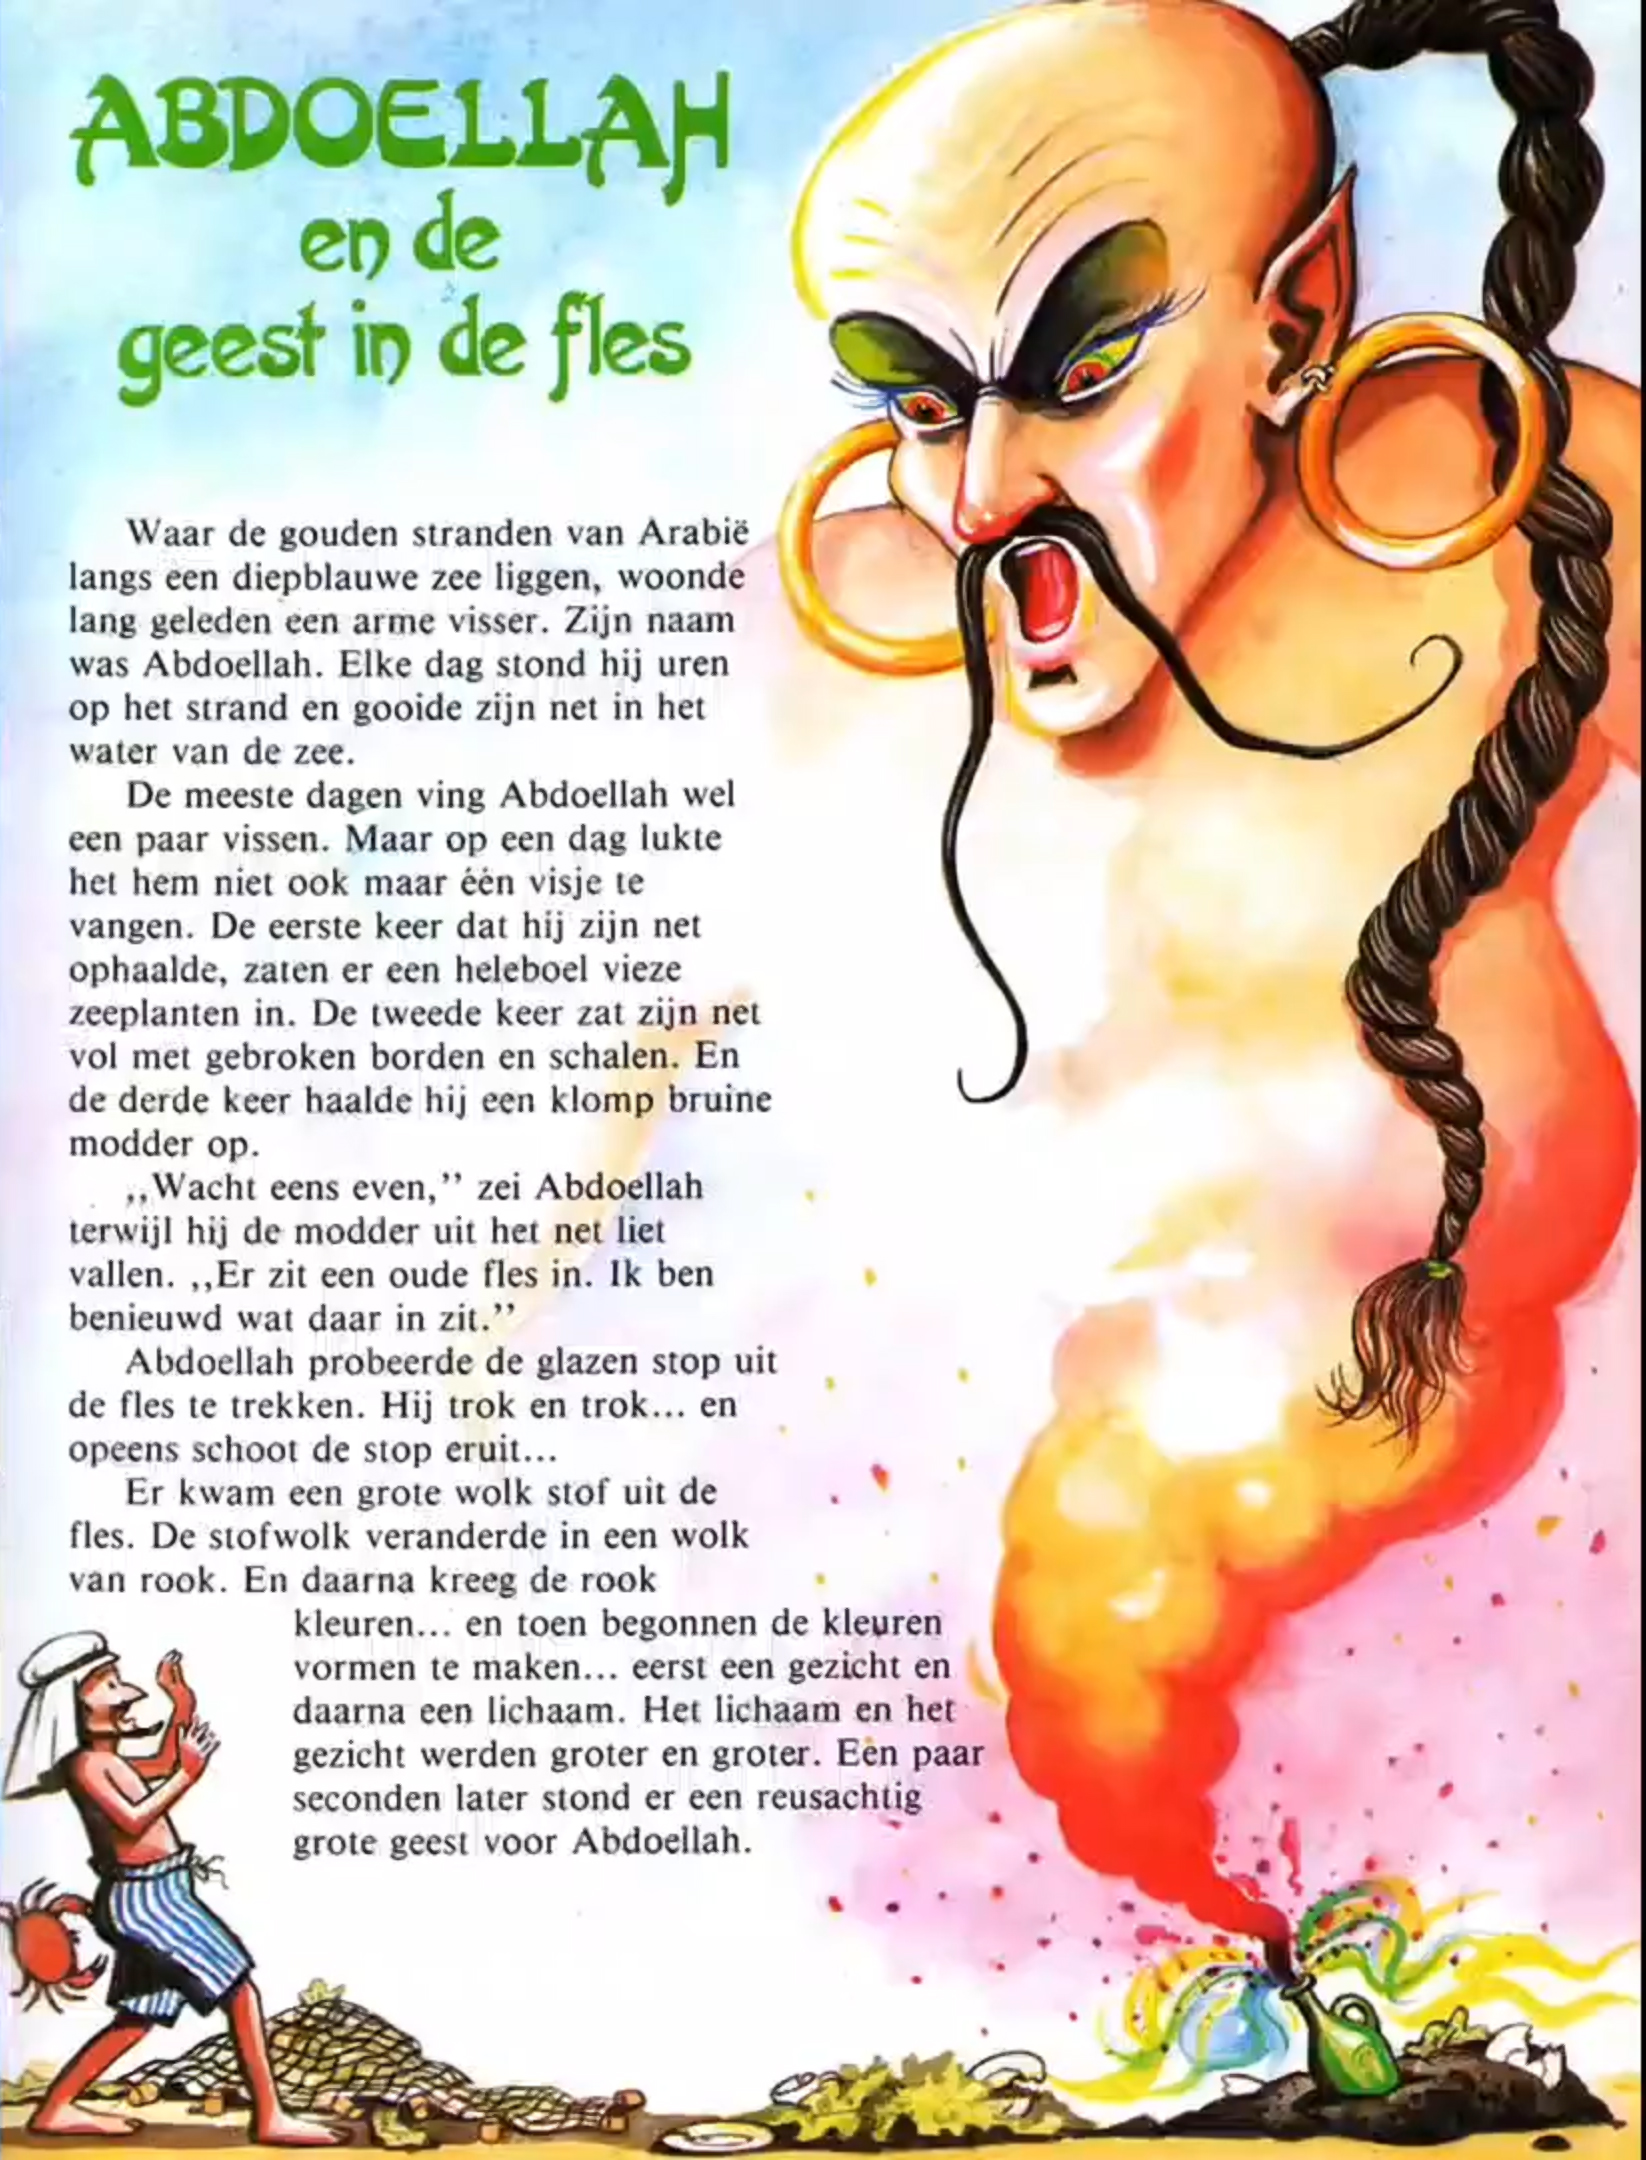 ABDOELLAH
en de
geest in de fles
Waar de gouden stranden van Arabië
langs een diepblauwe zee liggen, woonde
lang geleden een arme visser. Zijn naam
was Abdoellah. Elke dag stond hij uren
op het strand en gooide zijn net in het
water van de zee.
De meeste dagen ving Abdoellah wel
een paar vissen. Maar op een dag lukte
het hem niet ook maar één visje te
vangen. De eerste keer dat hij zijn net
ophaalde, zaten er een heleboel vieze
zeeplanten in. De tweede keer zat zijn net
vol met gebroken borden en schalen. En
de derde keer haalde hij een klomp bruine
modder op.
,,Wacht eens even,’’ zei Abdoellah
terwijl hij de modder uit het net liet
vallen. ,,Er zit een oude fles in. Ik ben
benieuwd wat daar in zit.’’
Abdoellah probeerde de glazen stop uit
de fles te trekken. Hij trok en trok... en
opeens schoot de stop eruit...
Er kwam een grote wolk stof uit de
fles. De stofwolk veranderde in een wolk
van rook. En daarna kreeg de rook
kleuren... en toen begonnen de kleuren
vormen te maken... eerst een gezicht en
daarna een lichaam. Het lichaam en het
gezicht werden groter en groter. Een paar
seconden later stond er een reusachtig
grote geest voor Abdoellah.